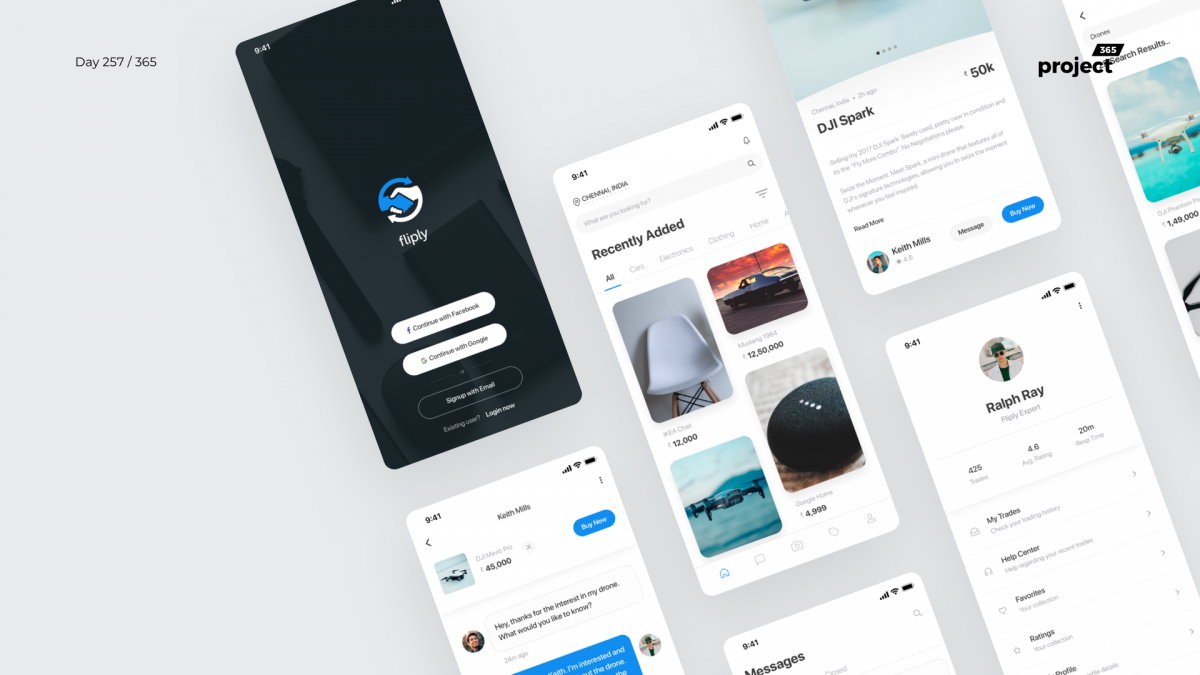 Day 257 / 365
project
365
9:41
fliply
Continue with Facebook
Continue with Google
or
Signup with Email
Existing user? Login now
9:41
CHENNAI, INDIA
What are you looking for?
Recently Added
All
Cars
Electronics
Clothing
Home
IKEA Chair
₹ 12,000
Mustang 1964
₹ 12,50,000
Google Home
₹ 4,999
Chennai, India • 2h ago
DJI Spark
₹ 50k
Selling my 2017 DJI Spark. Barely used, pretty new in condition and
its the "Fly More Combo". No Negotiations please.
Seize the Moment. Meet Spark, a mini drone that features all of
DJI's signature technologies, allowing you to seize the moment
whenever you feel inspired.
Read More
Keith Mills
4.6
Message
Buy Now
Drones
Search Results..
DJI Phantom
₹ 1,49,000
9:41
Keith Mills
DJI Mavic Pro
₹ 45,000
Buy Now
Hey, thanks for the interest in my drone.
What would you like to know?
24m ago
Keith. I'm interested and
out the drone.
the
9:41
Messages
Closed
9:41
Ralph Ray
Fliply Expert
425
Trades
4.6
Avg. Rating
20m
Resp Time
My Trades
Check your trading history
Help Center
Help regarding your recent trades
Favorites
Your collection
Ratings
Your collection
Profile
profile details